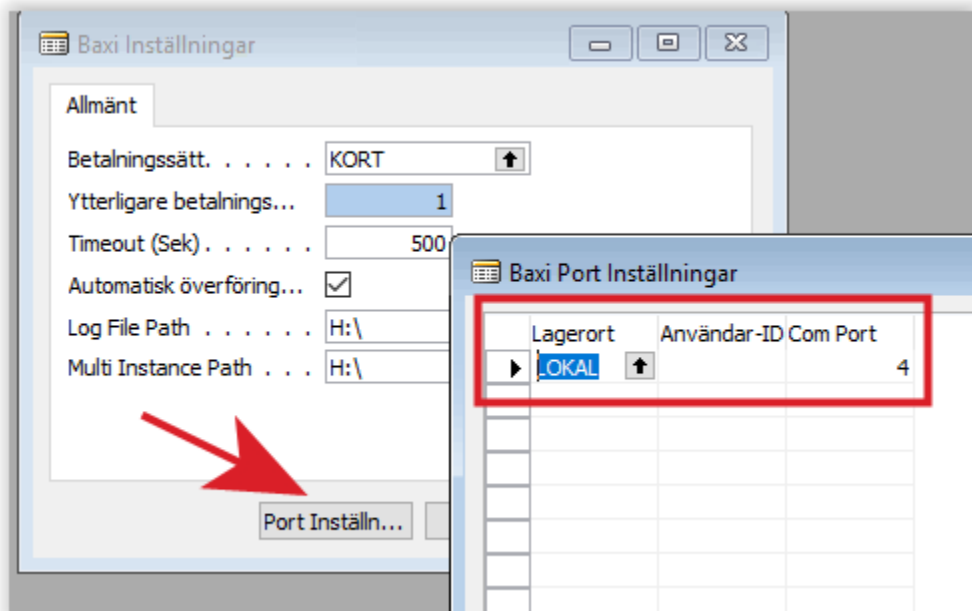 Baxi Inställningar
Allmänt
Betalningssätt. . . . . . KORT
Ytterligare betalnings... 1
Timeout (Sek) . . . . . . 500
Automatisk överföring...
Log File Path . . . . . . H:\
Multi Instance Path . . . H:\
Port Inställn...
Baxi Port Inställningar
Lagerort Användar-ID Com Port
LOKAL 4